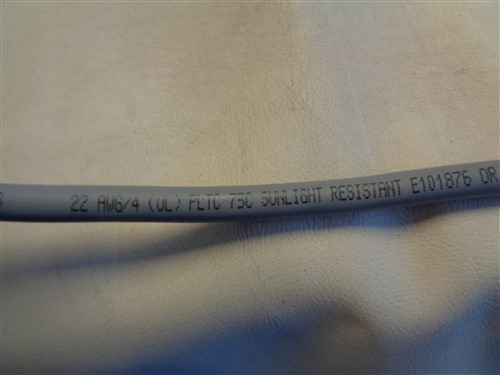 22 AWG/4 (UL) PLTC 75C SUNLIGHT RESISTANT E101876 OR